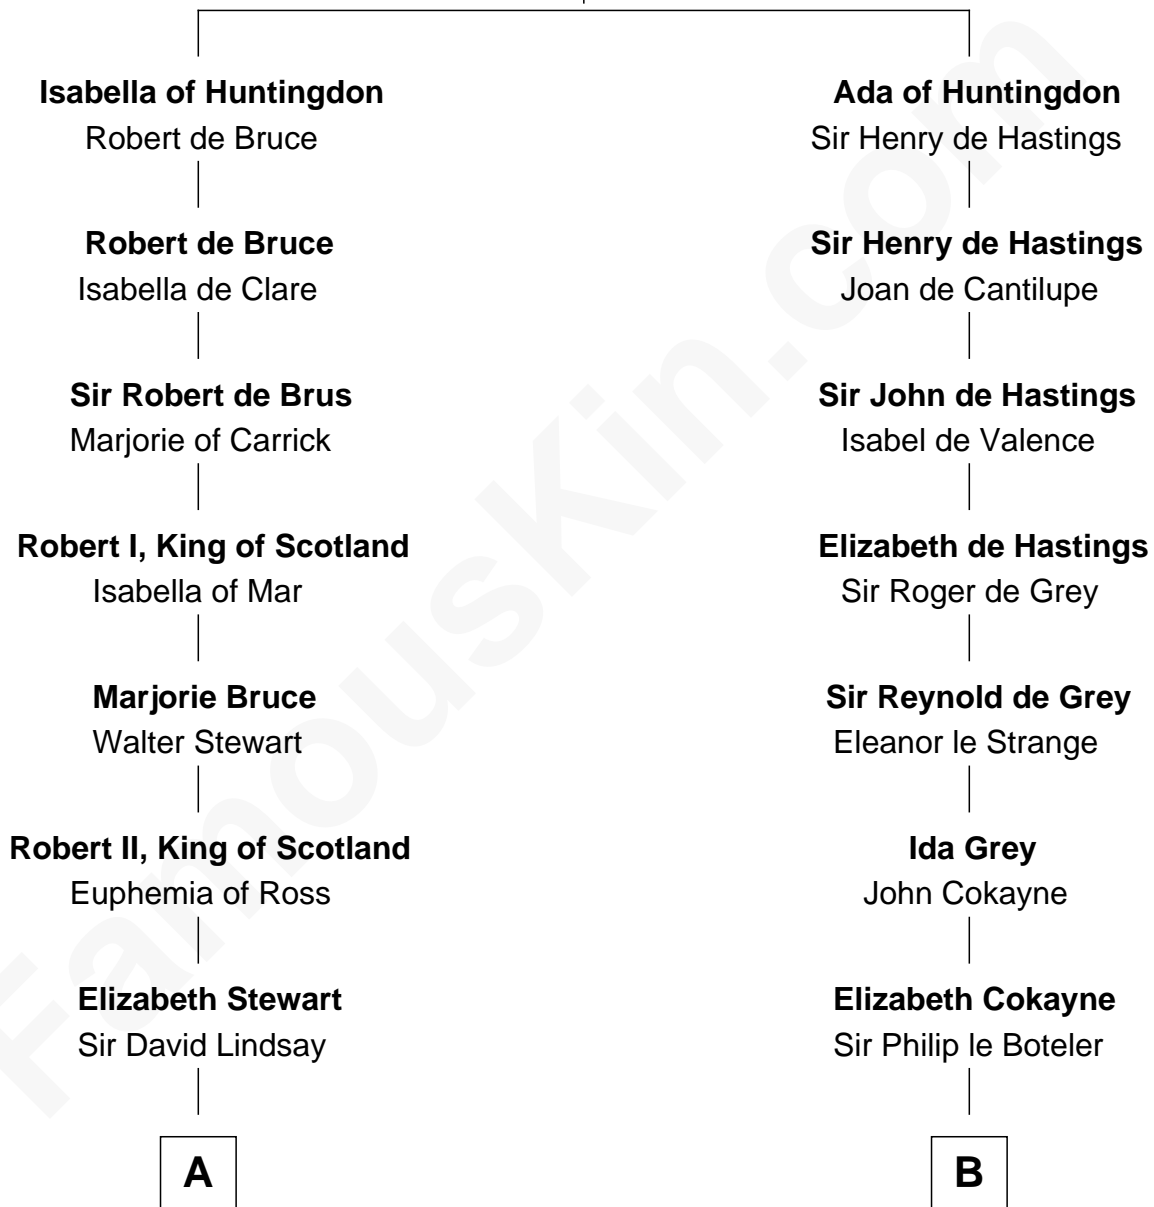 Isabella of Huntingdon
Robert de Bruce
Robert de Bruce
Isabella de Clare
Sir Robert de Brus
Marjorie of Carrick
Robert I, King of Scotland
Isabella of Mar
Marjorie Bruce
Walter Stewart
Robert II, King of Scotland
Euphemia of Ross
Elizabeth Stewart
Sir David Lindsay
A
Ada of Huntingdon
Sir Henry de Hastings
Sir Henry de Hastings
Joan de Cantilupe
Sir John de Hastings
Isabel de Valence
Elizabeth de Hastings
Sir Roger de Grey
Sir Reynold de Grey
Eleanor le Strange
Ida Grey
John Cokayne
Elizabeth Cokayne
Sir Philip le Boteler
B
FamousKin.com